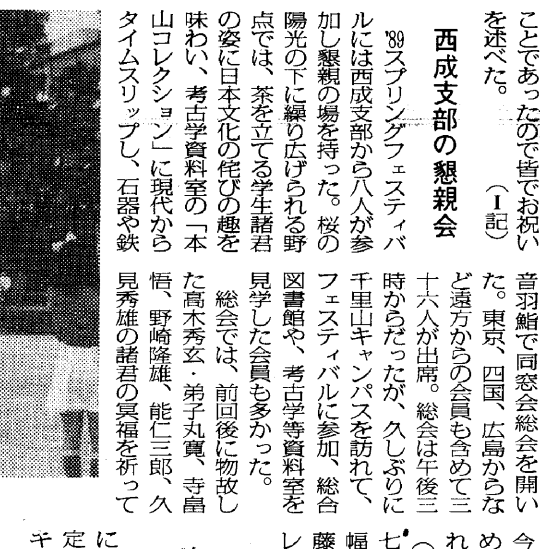 ことであったので皆でお祝い
を述べた。　　　（Ｉ記）
西成支部の懇親会
'89スプリングフェスティバ
ルには西成支部から八人が参
加し懇親の場を持った。桜の
陽光の下に繰り広げられる野
点では、茶を立てる学生諸君
の姿に日本文化の侘びの趣を
味わい、考古学資料室の「本
山コレクション」に現代から
タイムスリップし、石器や鉄
音羽鮨で同窓会総会を開い
た。東京、四国、広島からな
ど遠方からの会員も含めて三
十六人が出席。総会は午後三
時からだったが、久しぶりに
千里山キャンパスを訪れて、
フェスティバルに参加、総合
図書館や、考古学等資料室を
見学した会員も多かった。
総会では、前回後に物故し
た高木秀玄・弟子丸寛、寺畠
悟、野崎隆雄、能仁三郎、久
見秀雄の諸君の冥福を祈って
今
め
れ
七
幅
藤
レ
に
定
キ